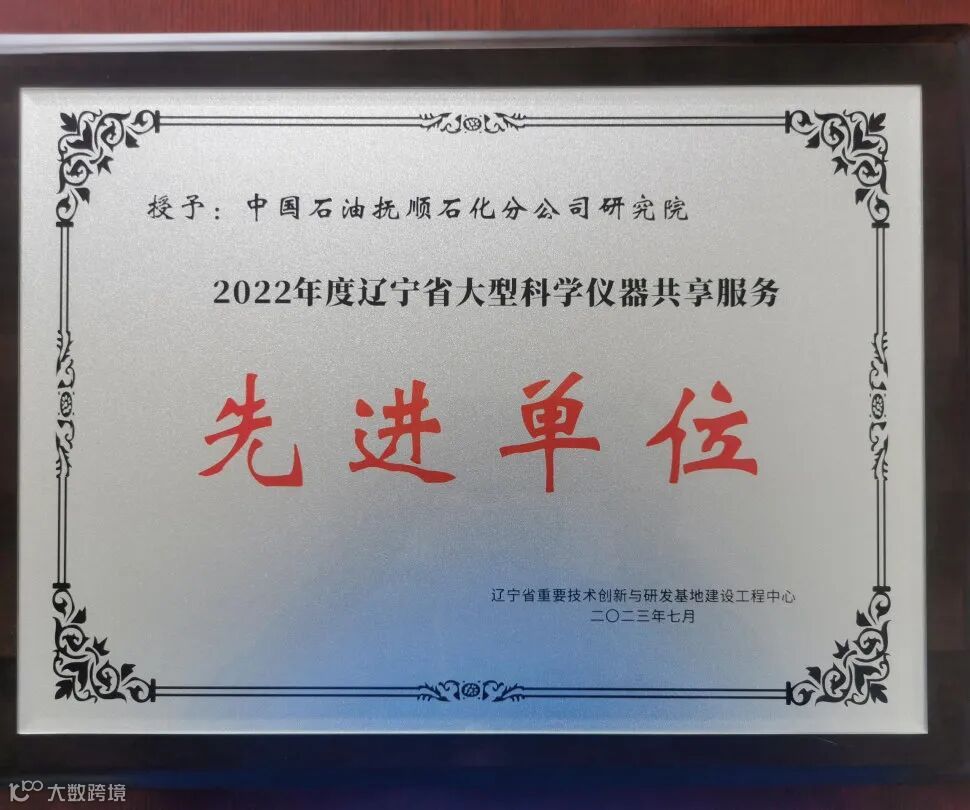 授予：中国石油抚顺石化分公司研究院
2022年度辽宁省大型科学仪器共享服务
先进单位
辽宁省重要技术创新与研发基地建设工程中心
二〇二三年七月
大数跨境